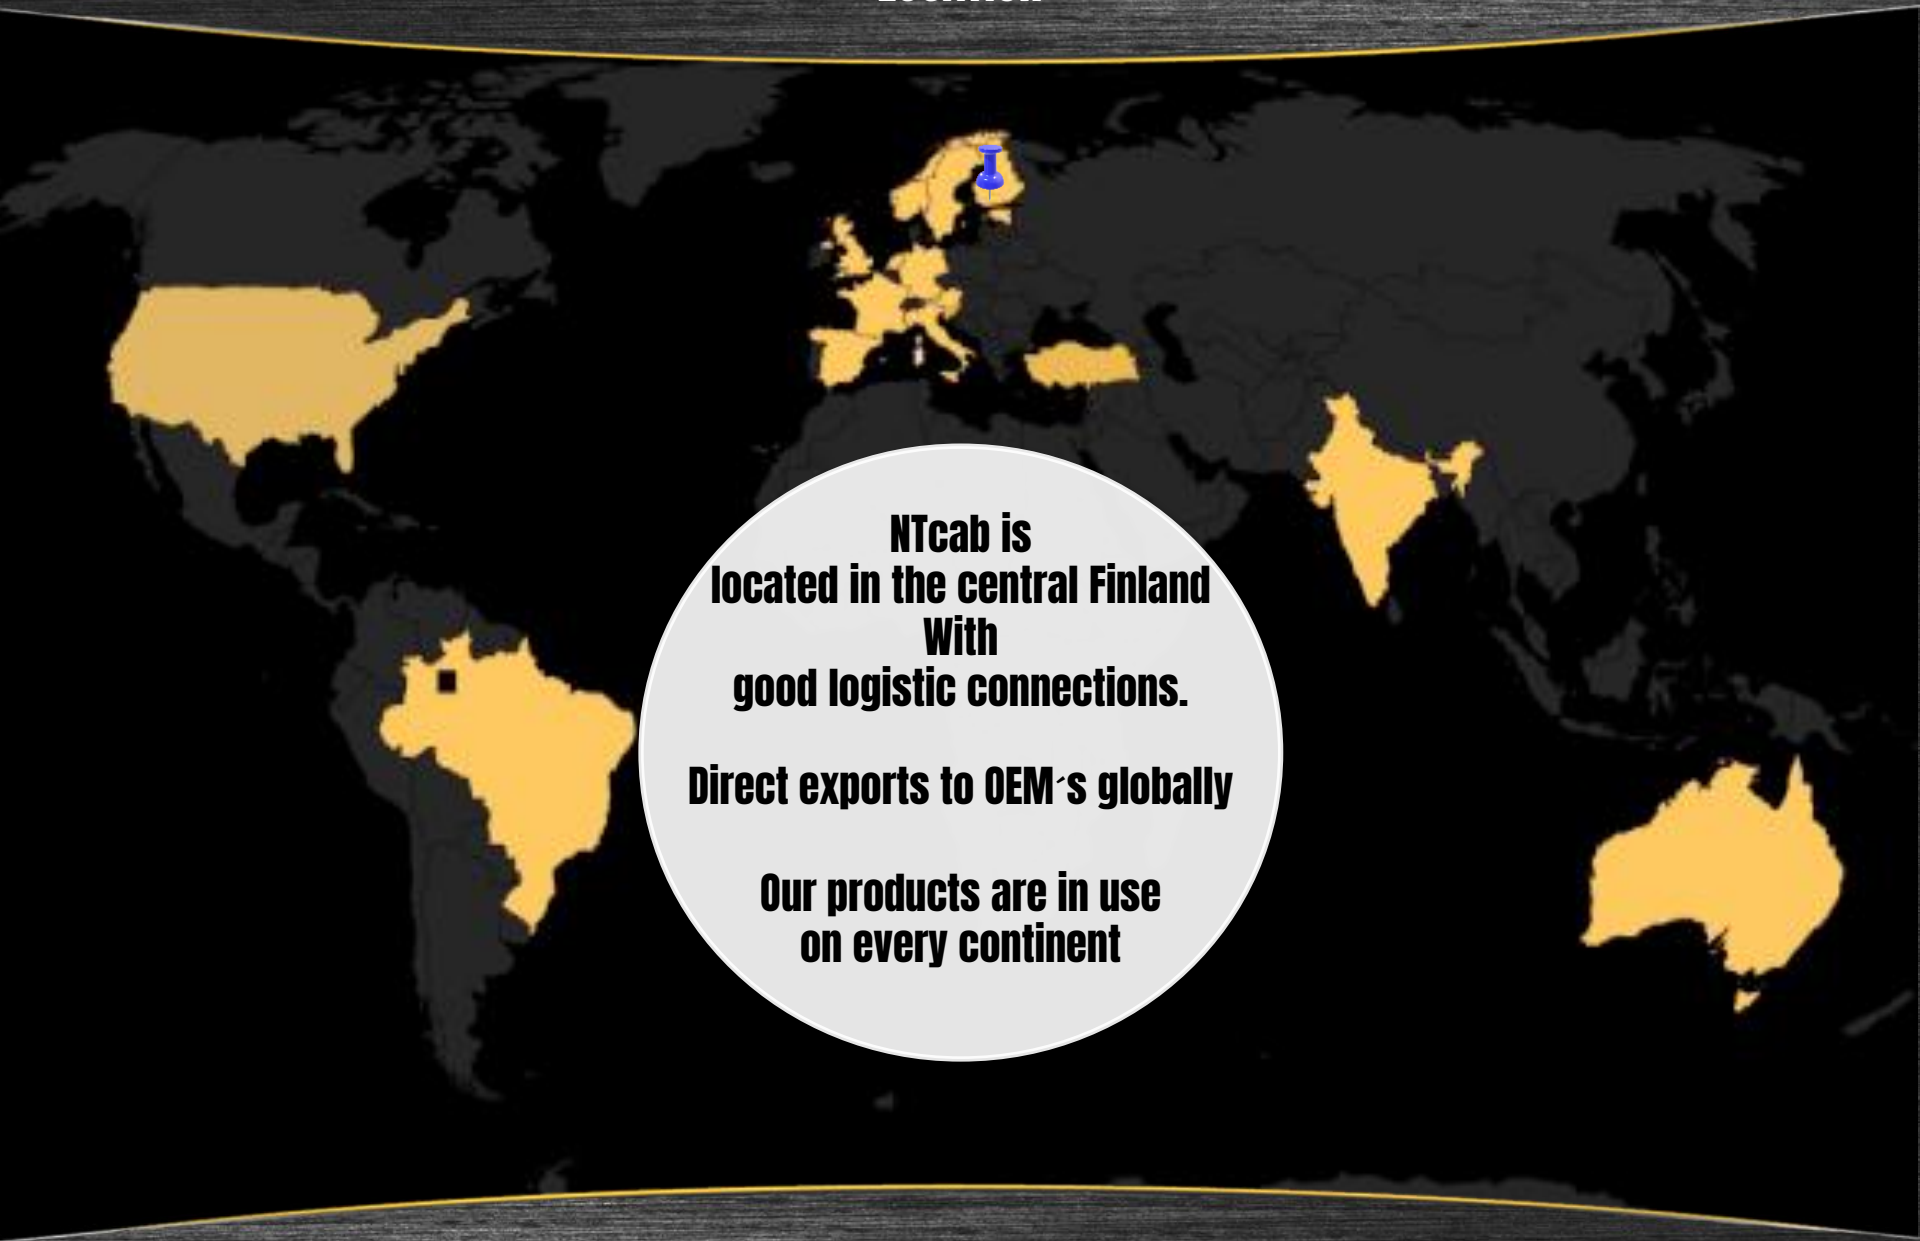 NTcab is
located in the central Finland
With
good logistic connections.
Direct exports to OEM´s globally
Our products are in use
on every continent